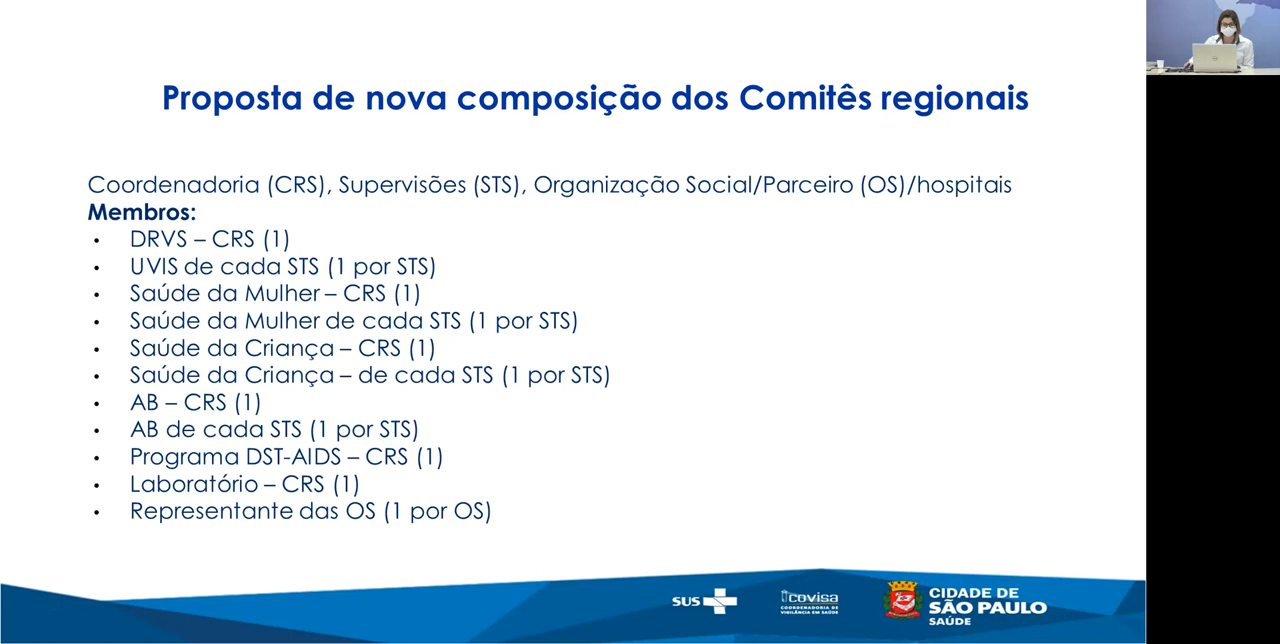 Proposta de nova composição dos Comitês regionais
Coordenadoria (CRS), Supervisões (STS), Organização Social/Parceiro (OS)/hospitais
Membros:
• DRVS – CRS (1)
• UVIS de cada STS (1 por STS)
• Saúde da Mulher – CRS (1)
• Saúde da Mulher de cada STS (1 por STS)
• Saúde da Criança – CRS (1)
• Saúde da Criança – de cada STS (1 por STS)
• AB – CRS (1)
• AB de cada STS (1 por STS)
• Programa DST-AIDS – CRS (1)
• Laboratório – CRS (1)
• Representante das OS (1 por OS)
SUS
covisa
COORDENADORIA DE
VIGILÂNCIA EM SAÚDE
CIDADE DE
SÃO PAULO
SAÚDE